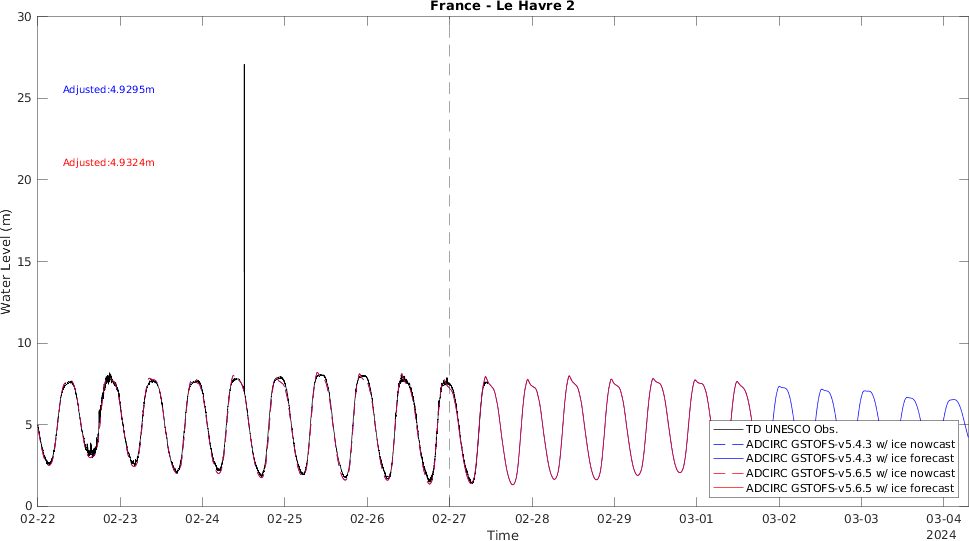 France - Le Havre 2
30
25
20
15
10
5
0
Water Level (m)
Adjusted:4.9295m
Adjusted:4.9324m
TD UNESCO Obs.
ADCIRC GSTOFS-v5.4.3 w/ ice nowcast
ADCIRC GSTOFS-v5.4.3 w/ ice forecast
ADCIRC GSTOFS-v5.6.5 w/ ice nowcast
ADCIRC GSTOFS-v5.6.5 w/ ice forecast
02-22 02-23 02-24 02-25 02-26 02-27 02-28 02-29 03-01 03-02 03-03 03-04
Time
2024